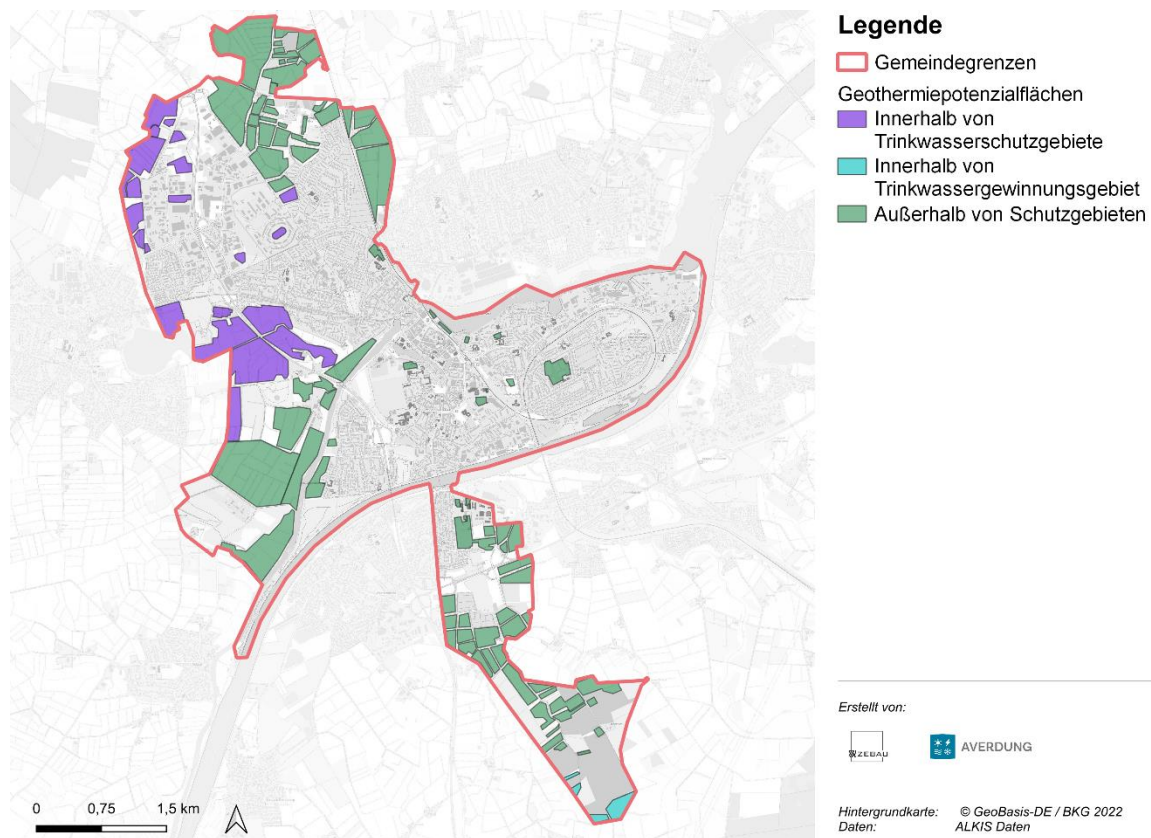 Legende
Gemeindegrenzen
Geothermiepotenzialflächen
Innerhalb von
Trinkwasserschutzgebiete
Innerhalb von
Trinkwassergewinnungsgebiet
Außerhalb von Schutzgebieten
Erstellt von:
ZEBAU
AVERDUNG
0 0,75 1,5 km
Hintergrundkarte: © GeoBasis-DE / BKG 2022
Daten: ALKIS Daten